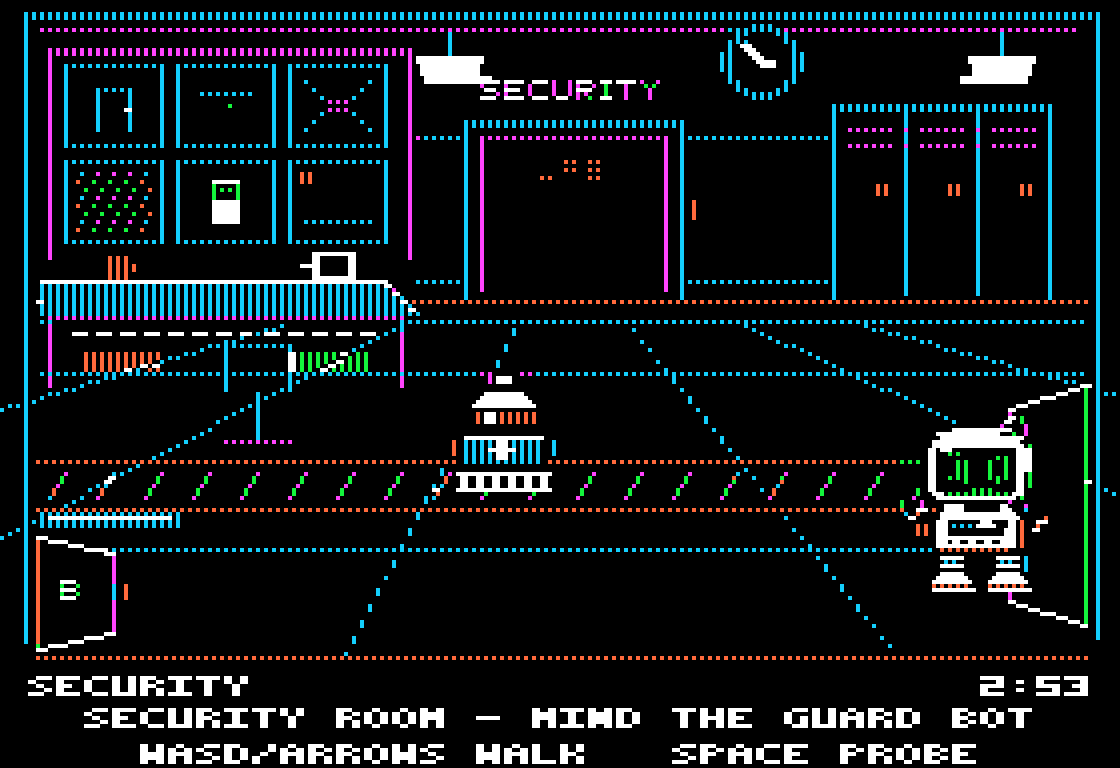 SECURITY
B
SECURITY 2:53
SECURITY ROOM - MIND THE GUARD BOT
WASD/ARROWS WALK SPACE PROBE